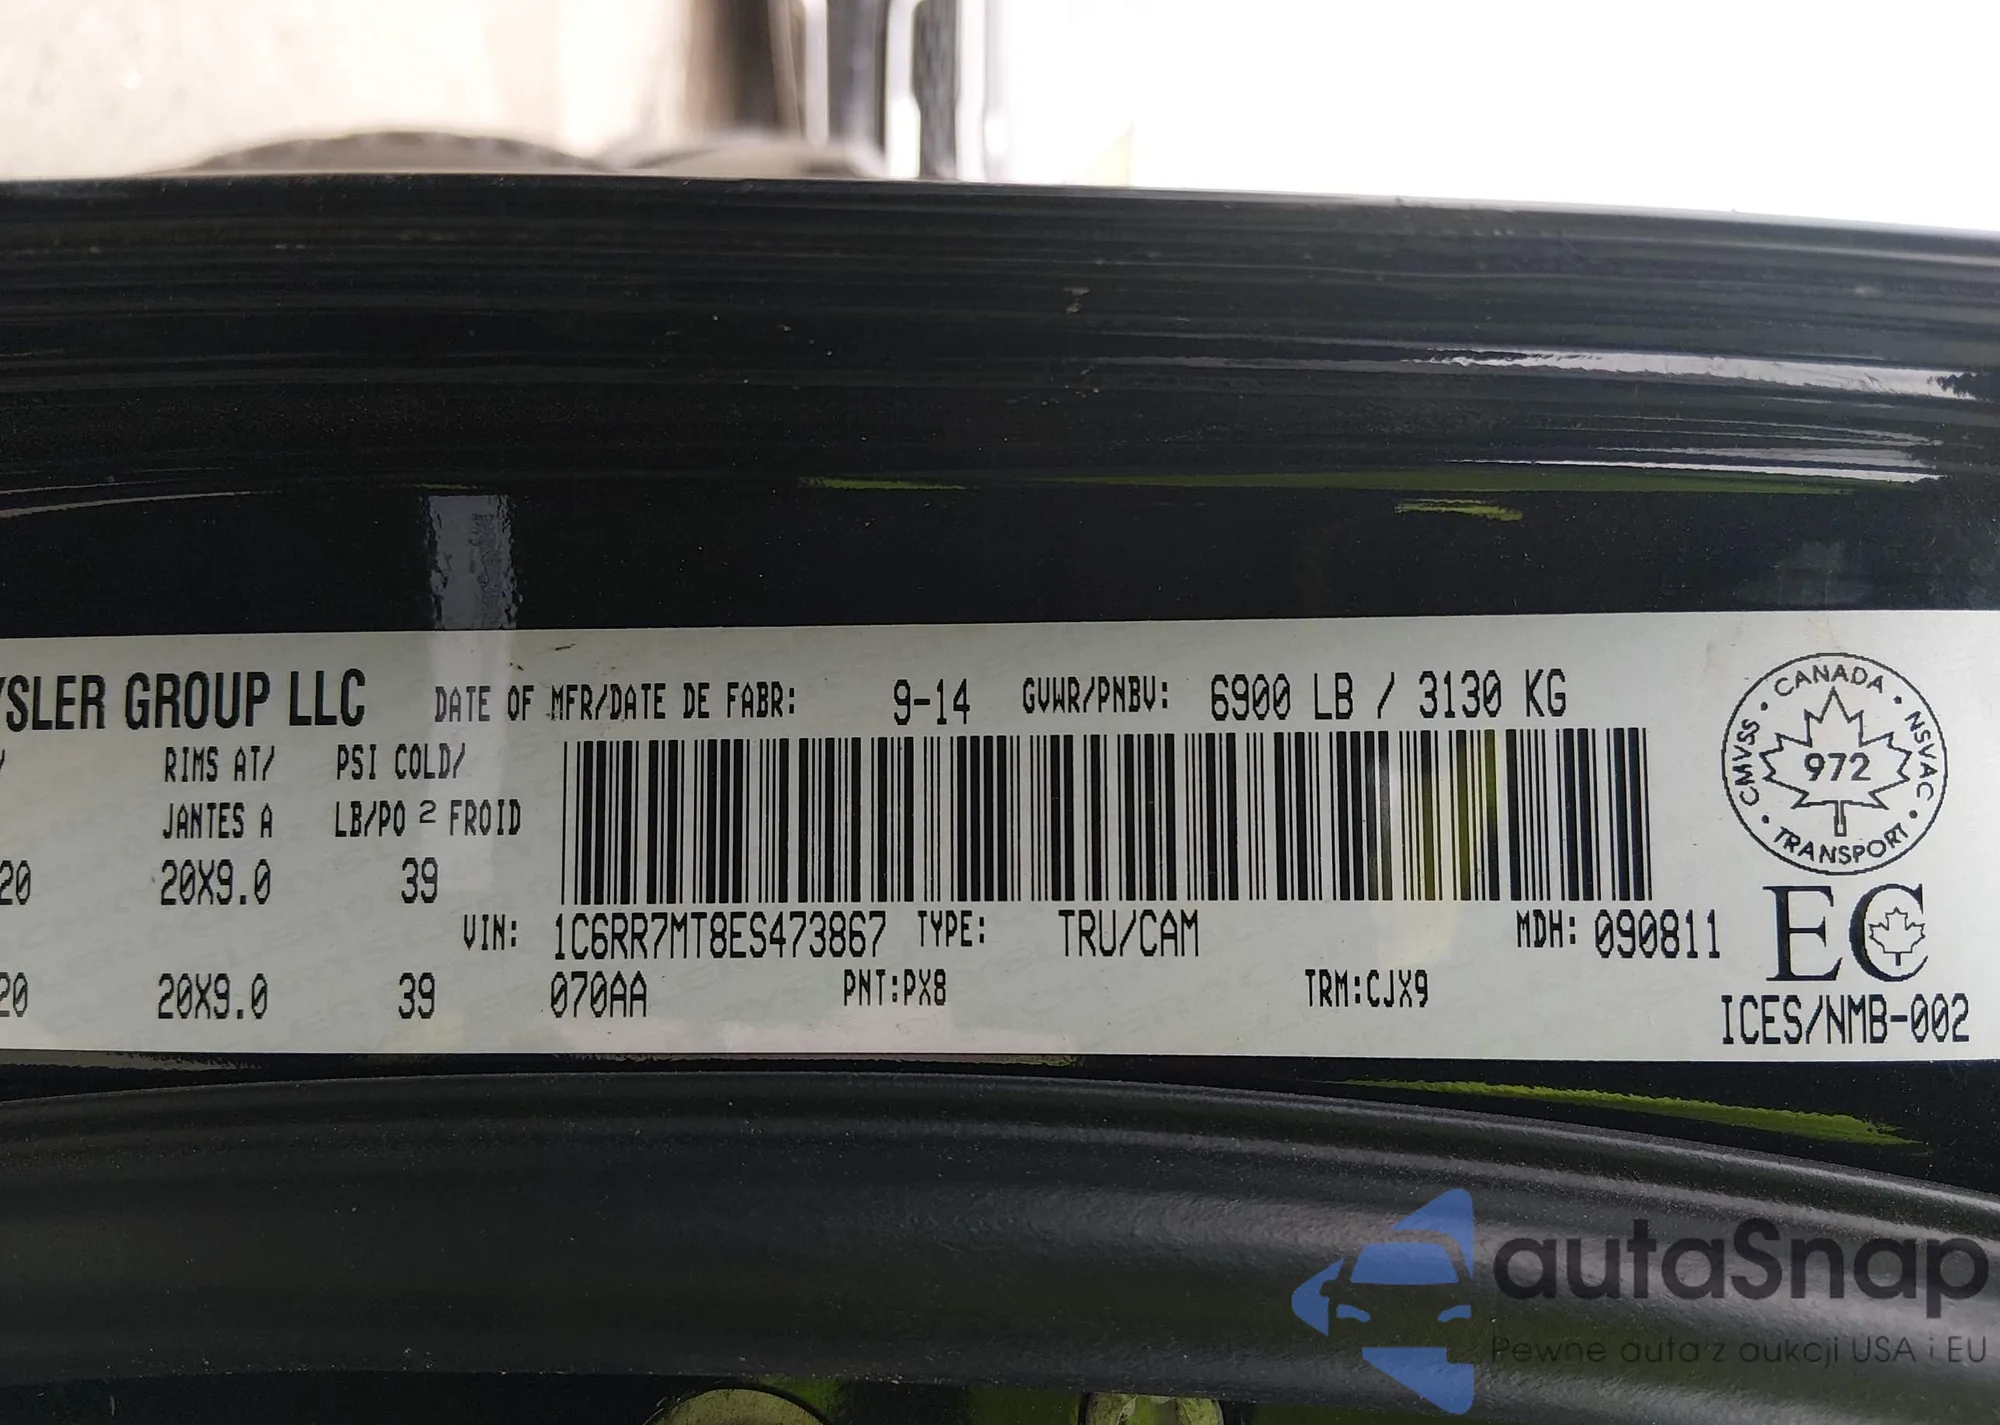 YSLER GROUP LLC DATE OF MFR/DATE DE FABR: 9-14 GVWR/PNBV: 6900 LB / 3130 KG
RIMS AT/ PSI COLD/
JANTES A LB/PO 2 FROID
20 20X9.0 39
VIN: 1C6RR7MT8ES473867 TYPE: TRU/CAM MDH: 090811
20 20X9.0 39 070AA PNT:PX8 TRM:CJX9
CANADA · NSVAC · TRANSPORT · CMVSS ·
972
EC
ICES/NMB-002
autaSnap
Pewne auta z aukcji USA i EU